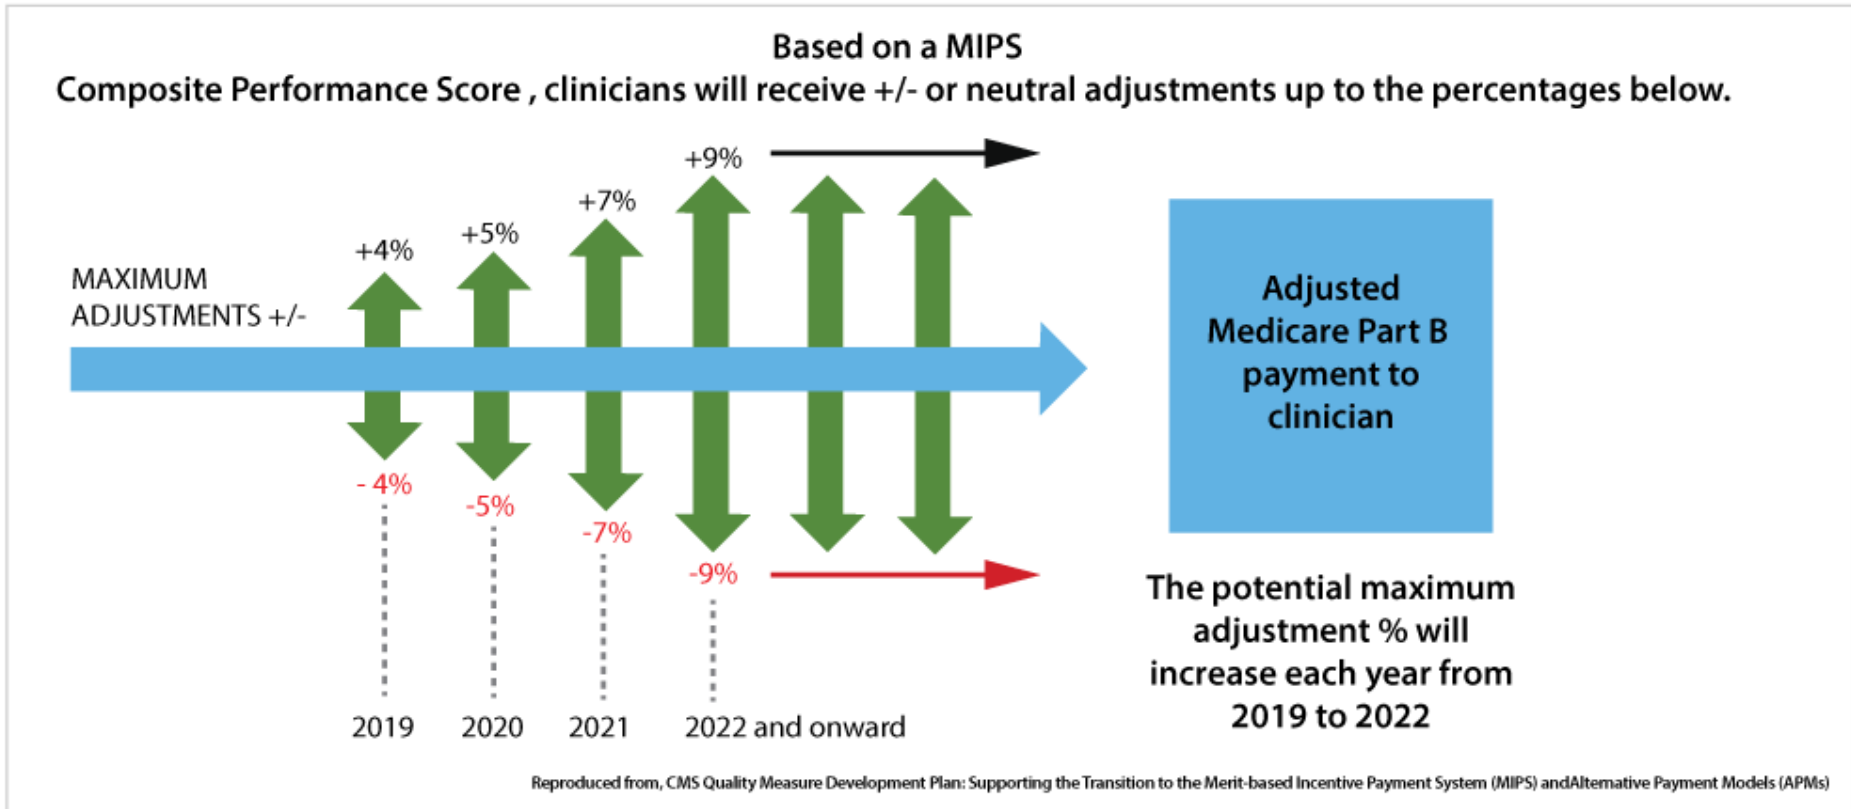 Based on a MIPS
Composite Performance Score , clinicians will receive +/- or neutral adjustments up to the percentages below.
+9%
+7%
+5%
+4%
MAXIMUM
ADJUSTMENTS +/-
Adjusted
Medicare Part B
payment to
clinician
- 4%
-5%
-7%
-9%
The potential maximum
adjustment % will
increase each year from
2019 to 2022
2019
2020
2021
2022 and onward
Reproduced from, CMS Quality Measure Development Plan: Supporting the Transition to the Merit-based Incentive Payment System (MIPS) andAlternative Payment Models (APMs)